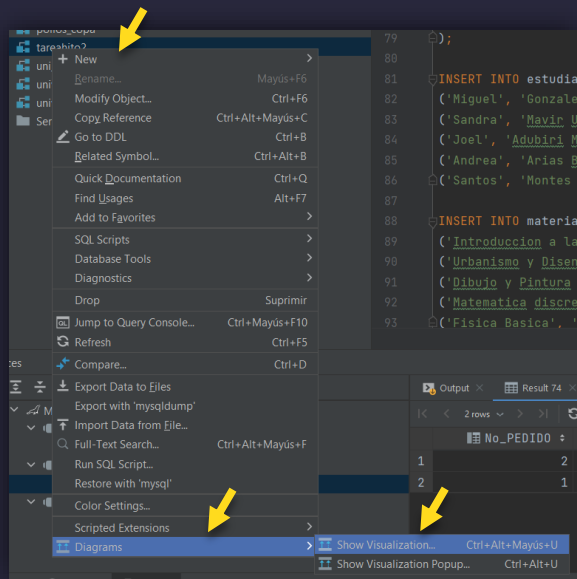 pollos_copa
tareahito2
uni
uni
uni
Ser
New
Rename... Mayús+F6
Modify Object... Ctrl+F6
Copy Reference Ctrl+Alt+Mayús+C
Go to DDL Ctrl+B
Related Symbol... Ctrl+Alt+B
Quick Documentation Ctrl+Q
Find Usages Alt+F7
Add to Favorites
SQL Scripts
Database Tools
Diagnostics
Drop Suprimir
Jump to Query Console... Ctrl+Mayús+F10
Refresh Ctrl+F5
Compare... Ctrl+D
Export Data to Files
Export with 'mysqldump'
Import Data from File...
Full-Text Search... Ctrl+Alt+Mayús+F
Run SQL Script...
Restore with 'mysql'
Color Settings...
Scripted Extensions
Diagrams
Show Visualization... Ctrl+Alt+Mayús+U
Show Visualization Popup... Ctrl+Alt+U
79 );
80
81 INSERT INTO estudia
82 ('Miguel', 'Gonzale
83 ('Sandra', 'Mavir U
84 ('Joel', 'Adubiri M
85 ('Andrea', 'Arias B
86 ('Santos', 'Montes
87
88 INSERT INTO materia
89 ('Introduccion a la
90 ('Urbanismo y Disen
91 ('Dibujo y Pintura
92 ('Matematica discre
93 ('Fisica Basica', '
ces
M
Output
Result 74
2 rows
No_PEDIDO
1 2
2 1